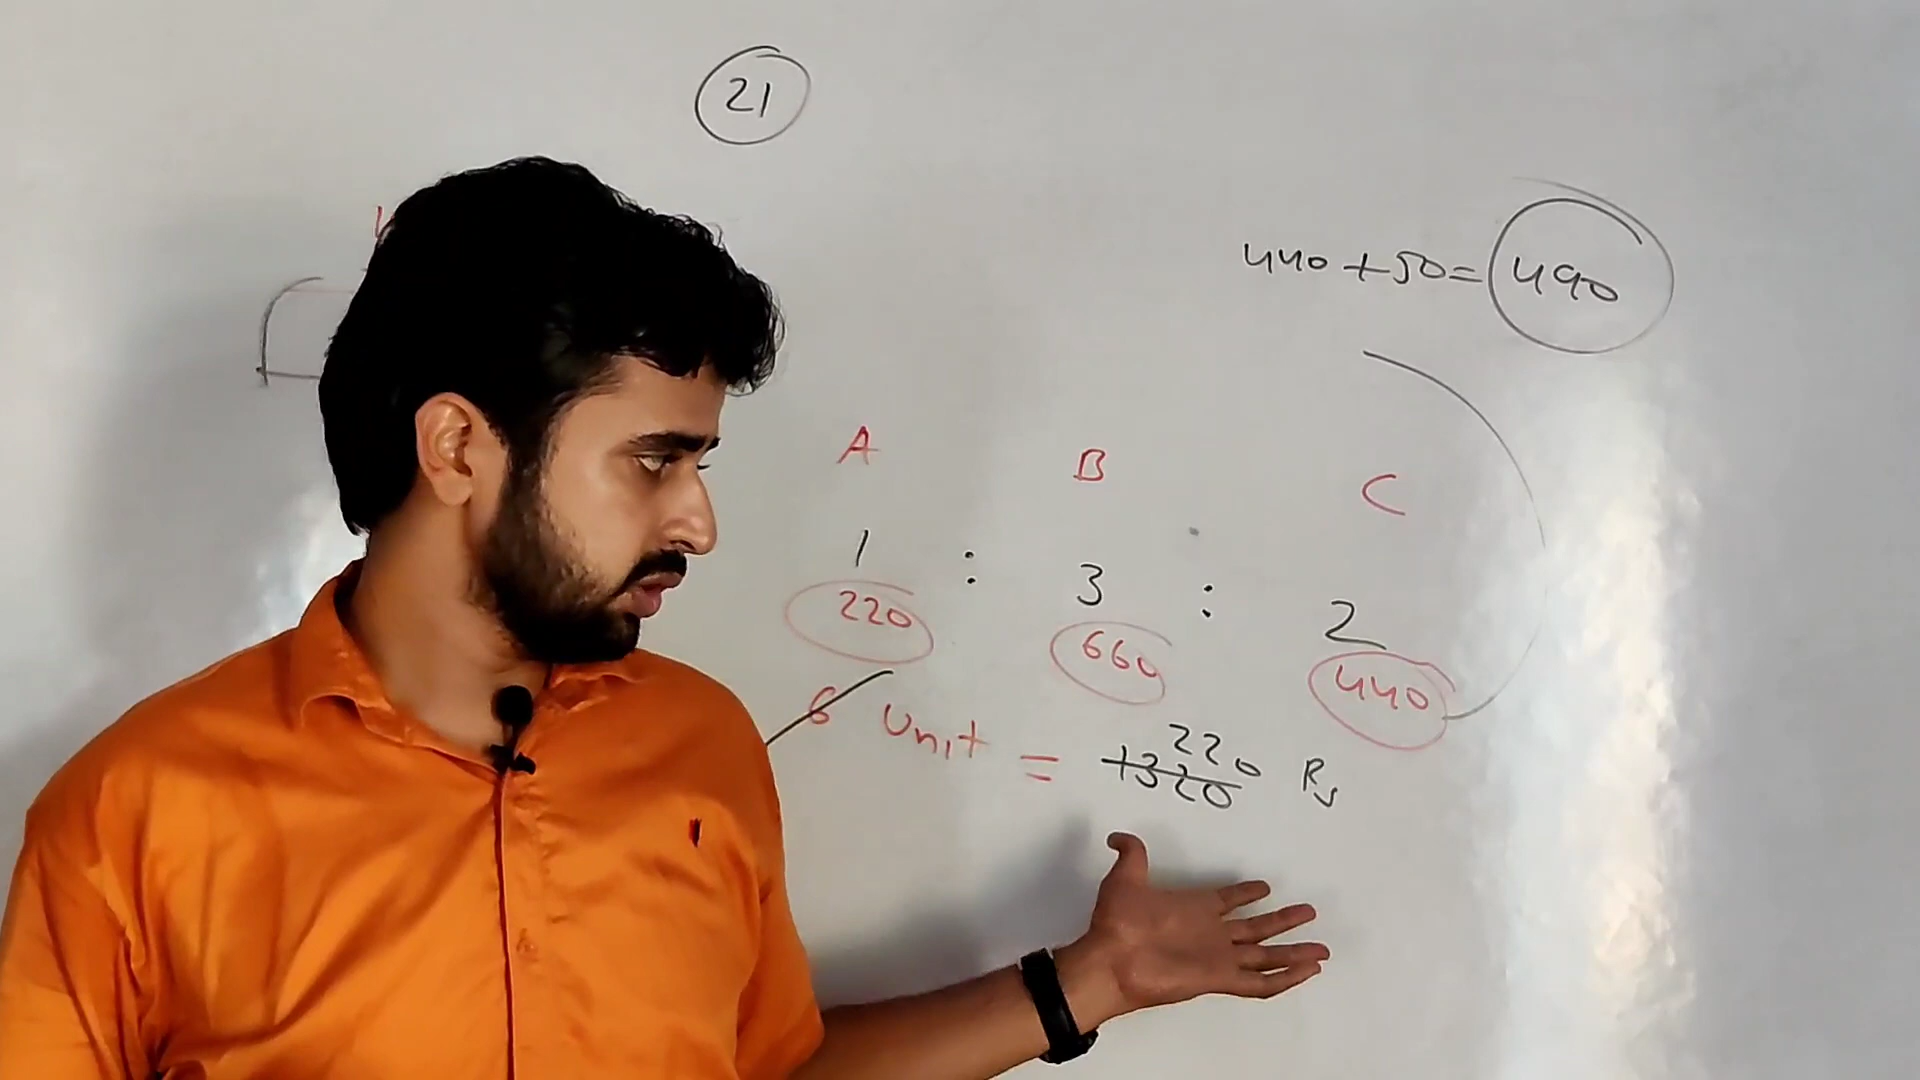 21
440 + 50 = 490
A B C
1 : 3 : 2
220 660 440
220
6 Unit = 1320 Rs